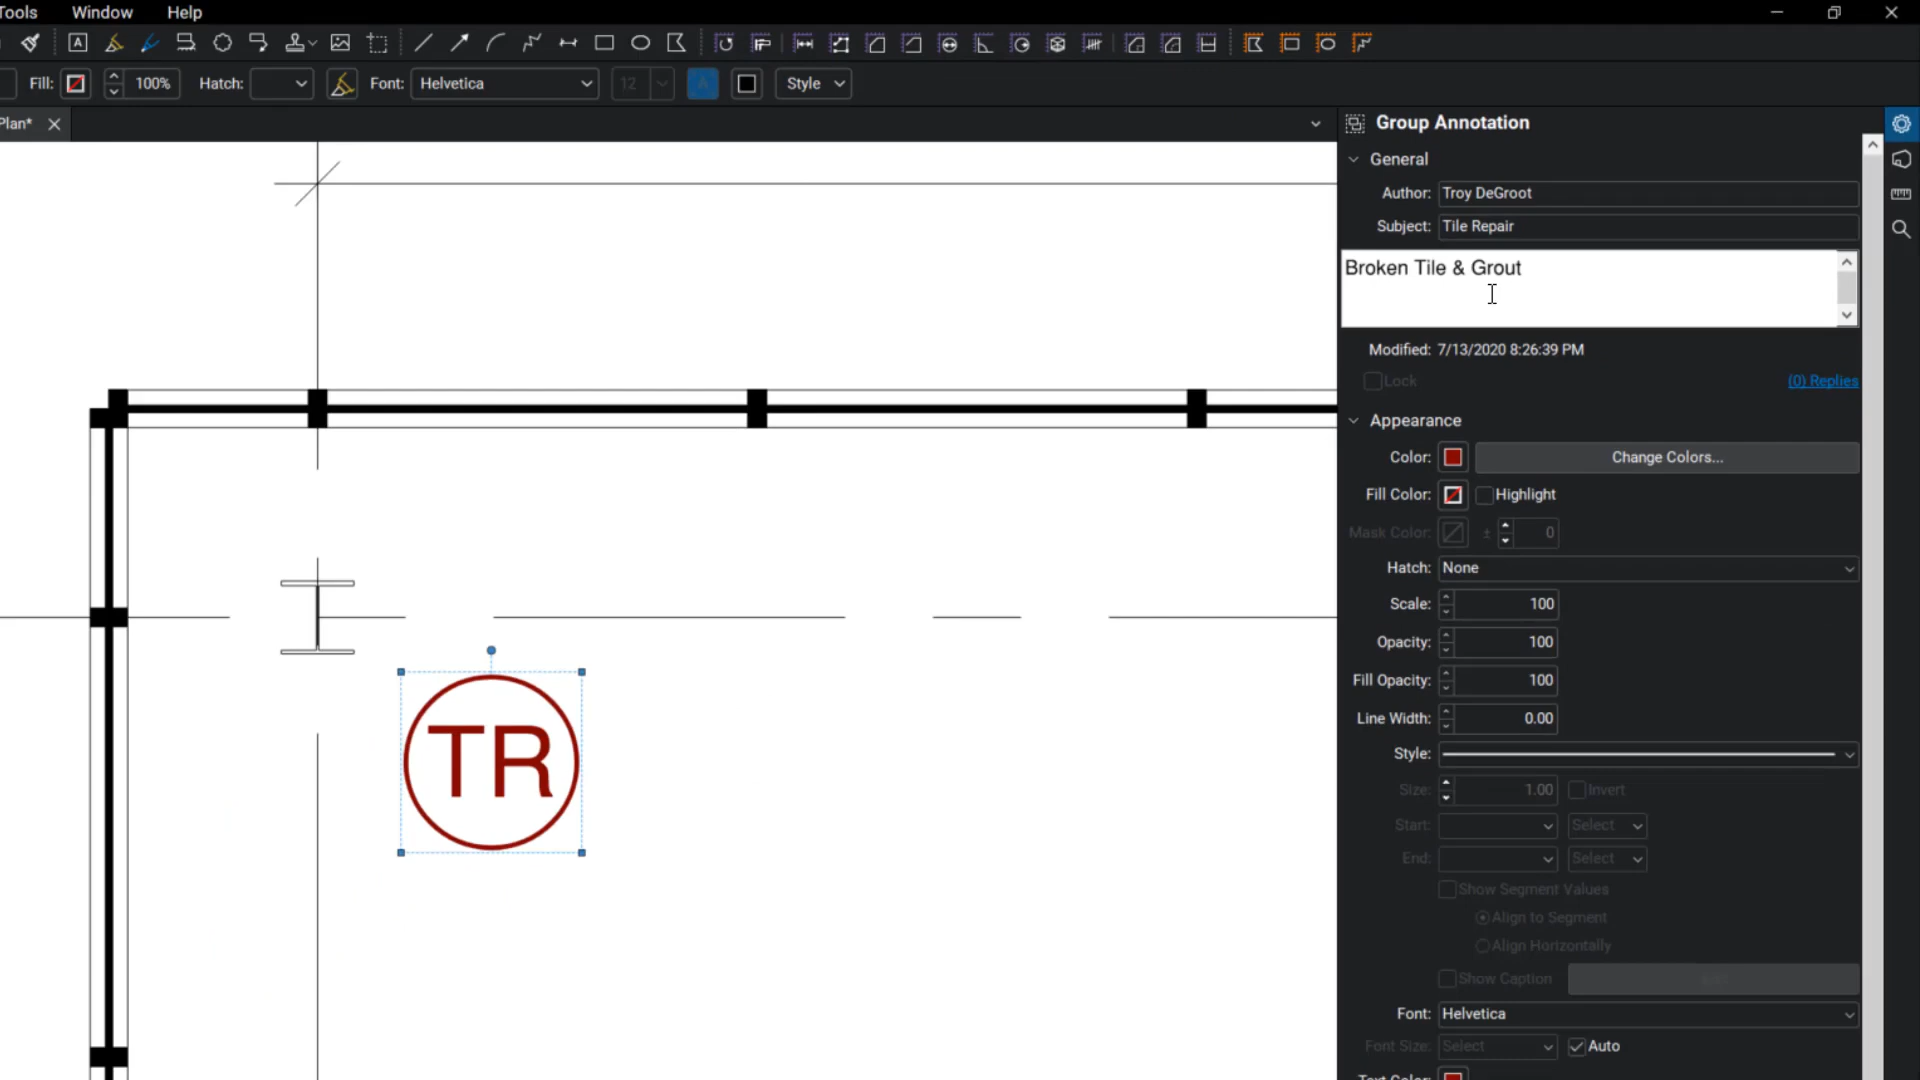 Tools Window Help
Fill: 100% Hatch: Font: Helvetica 12 A Style
Plan*
Group Annotation
General
Author: Troy DeGroot
Subject: Tile Repair
Broken Tile & Grout
Modified: 7/13/2020 8:26:39 PM
Lock (0) Replies
Appearance
Color: Change Colors...
Fill Color: Highlight
Mask Color: ± 0
Hatch: None
Scale: 100
Opacity: 100
Fill Opacity: 100
Line Width: 0.00
Style:
Size: 1.00 Invert
Start: Select
End: Select
Show Segment Values
Align to Segment
Align Horizontally
Show Caption
Font: Helvetica
Font Size: Select Auto
Text Color:
TR